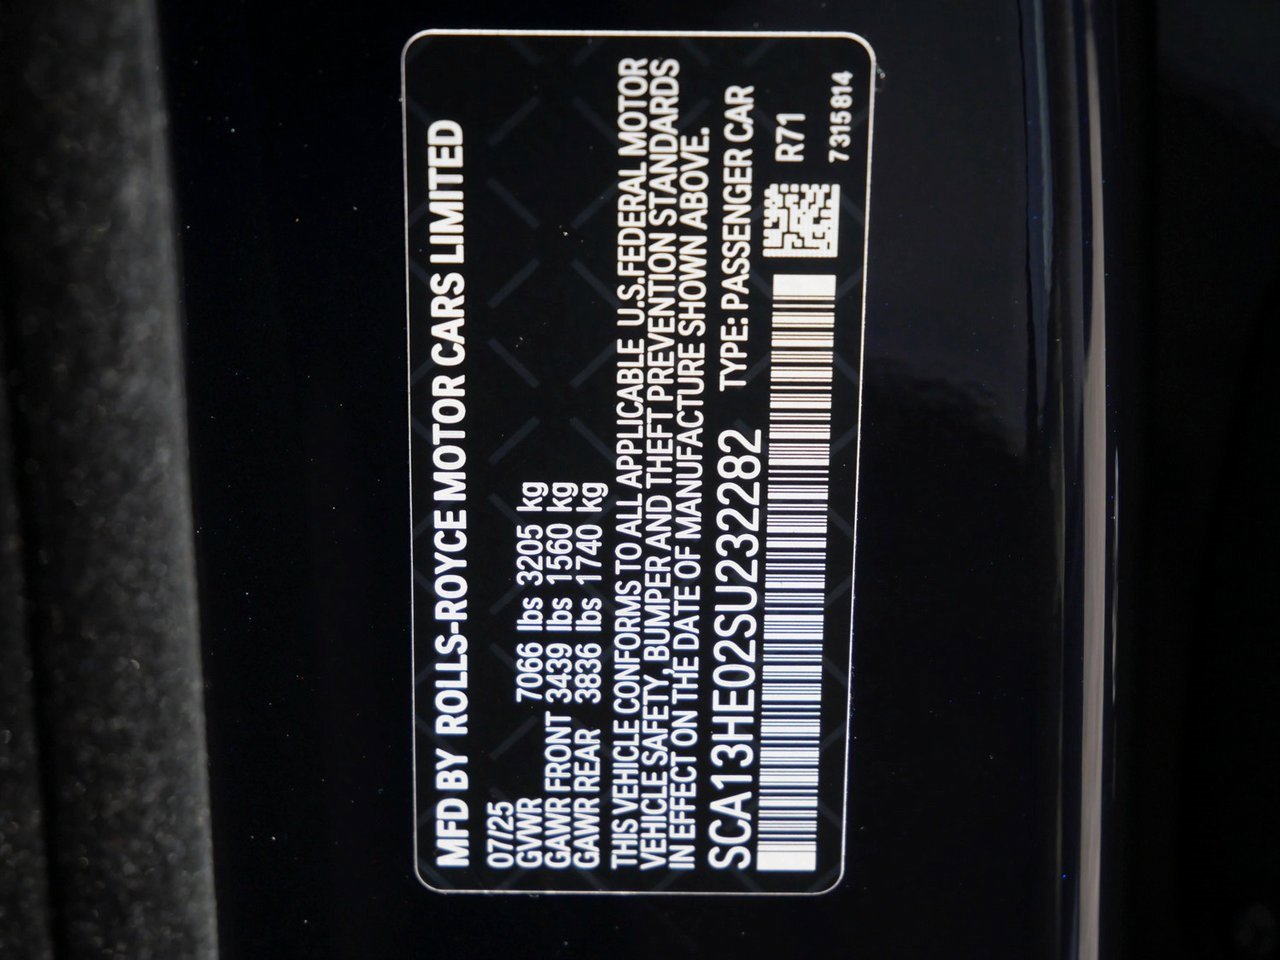 MFD BY ROLLS-ROYCE MOTOR CARS LIMITED
07/25
GVWR 7066 lbs 3205 kg
GAWR FRONT 3439 lbs 1560 kg
GAWR REAR 3836 lbs 1740 kg
THIS VEHICLE CONFORMS TO ALL APPLICABLE U.S.FEDERAL MOTOR
VEHICLE SAFETY, BUMPER AND THEFT PREVENTION STANDARDS
IN EFFECT ON THE DATE OF MANUFACTURE SHOWN ABOVE.
SCA13HE02SU232282 TYPE: PASSENGER CAR
R71
7315814